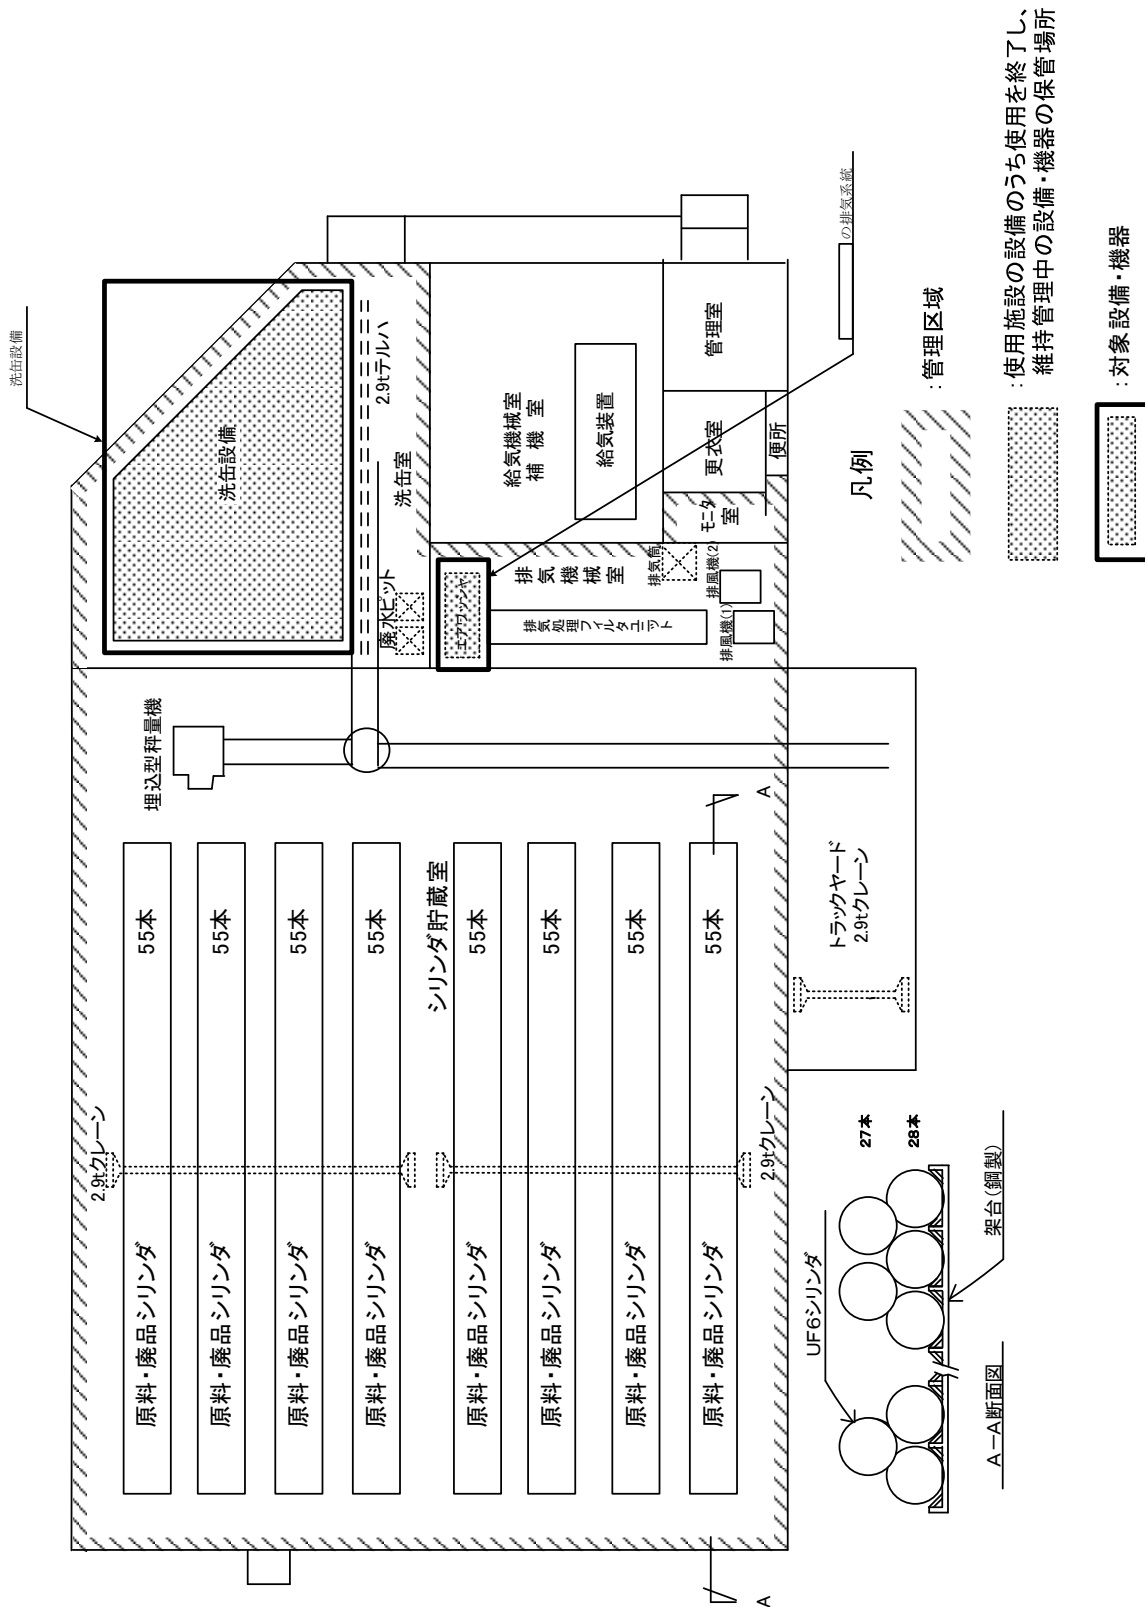 洗缶設備
洗缶設備
2.9tテルハ
洗缶室
廃水ピット
埋込型秤量機
給気機械室
補機室
給気装置
管理室
更衣室
便所
モニタ
室
排気機械室
排気筒
エアワッシャ
排気処理フィルタユニット
排風機(1)
排風機(2)
の排気系統
2.9tクレーン
原料・廃品シリンダ 55本
原料・廃品シリンダ 55本
原料・廃品シリンダ 55本
原料・廃品シリンダ 55本
シリンダ貯蔵室
原料・廃品シリンダ 55本
原料・廃品シリンダ 55本
原料・廃品シリンダ 55本
原料・廃品シリンダ 55本
2.9tクレーン
A
A
トラックヤード
2.9tクレーン
UF6シリンダ
27本
28本
架台(鋼製)
A-A断面図
凡例
:管理区域
:使用施設の設備のうち使用を終了し、
維持管理中の設備・機器の保管場所
:対象設備・機器